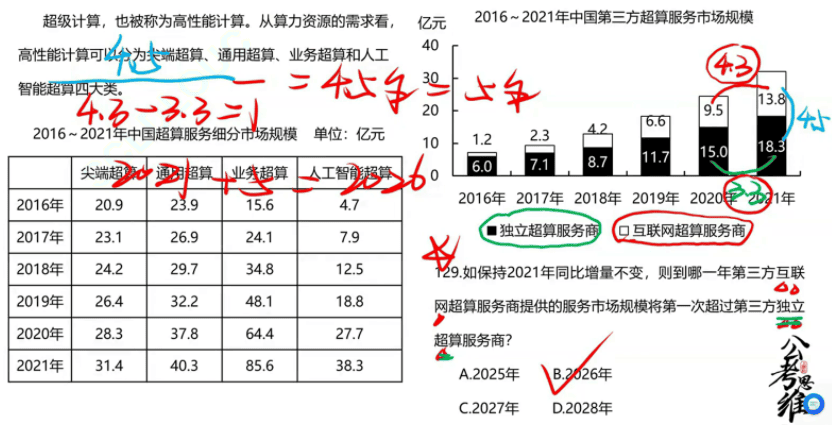 超级计算，也被称为高性能计算。从算力资源的需求看，
高性能计算可以分为尖端超算、通用超算、业务超算和人工
智能超算四大类。
4.5
4.3-3.3=1
=4.5年=5年
2016～2021年中国超算服务细分市场规模 单位：亿元
尖端超算 通用超算 业务超算 人工智能超算
2021+5=2026
2016年 20.9 23.9 15.6 4.7
2017年 23.1 26.9 24.1 7.9
2018年 24.2 29.7 34.8 12.5
2019年 26.4 32.2 48.1 18.8
2020年 28.3 37.8 64.4 27.7
2021年 31.4 40.3 85.6 38.3
2016～2021年中国第三方超算服务市场规模
亿元
40
30
20
10
0
1.2 2.3 4.2 6.6 9.5 13.8
6.0 7.1 8.7 11.7 15.0 18.3
4.3
4.5
3.3
2016年 2017年 2018年 2019年 2020年 2021年
■独立超算服务商 □互联网超算服务商
129.如保持2021年同比增量不变，则到哪一年第三方互联
网超算服务商提供的服务市场规模将第一次超过第三方独立
超算服务商？
A.2025年 B.2026年
C.2027年 D.2028年
公考思维